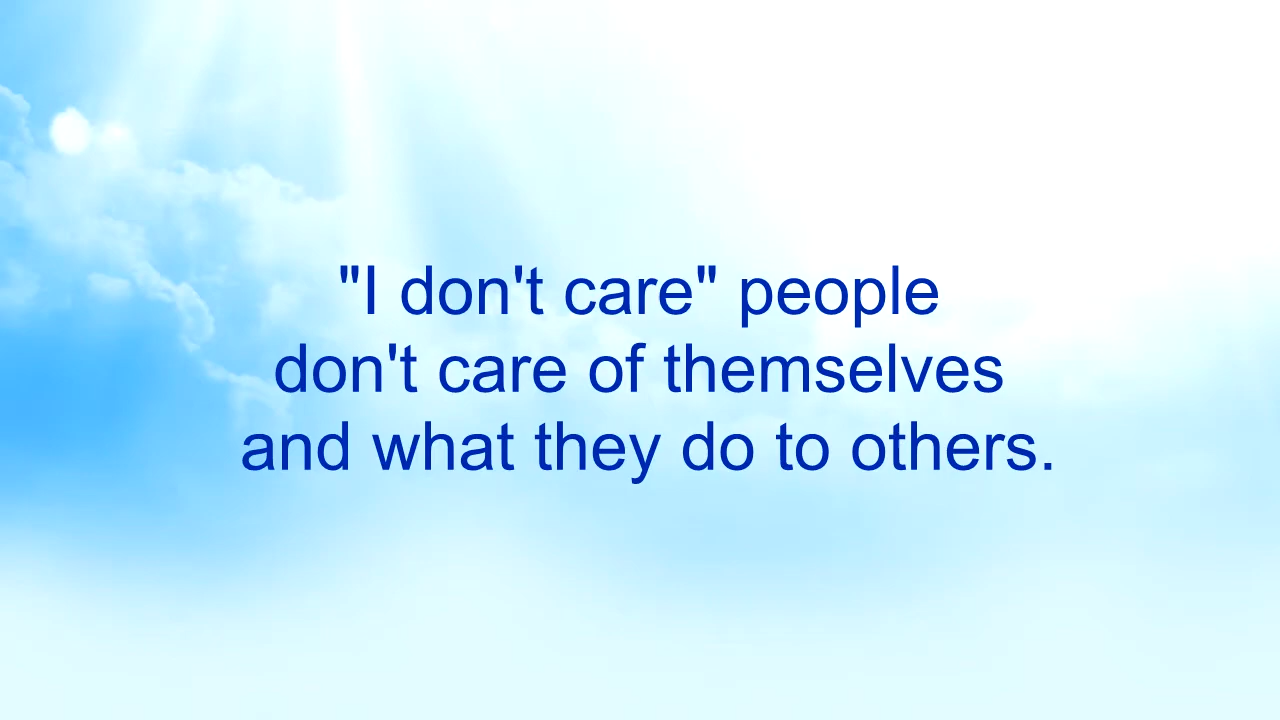 "I don't care" people
don't care of themselves
and what they do to others.